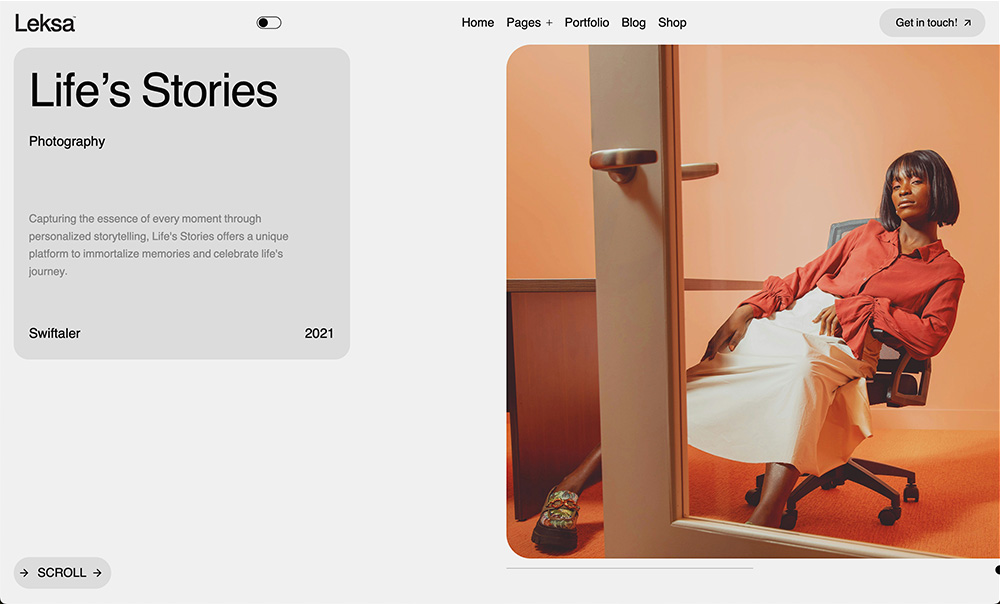 Leksa™
Home Pages + Portfolio Blog Shop
Get in touch! ↗
Life’s Stories
Photography
Capturing the essence of every moment through
personalized storytelling, Life's Stories offers a unique
platform to immortalize memories and celebrate life's
journey.
Swiftaler 2021
→ SCROLL →